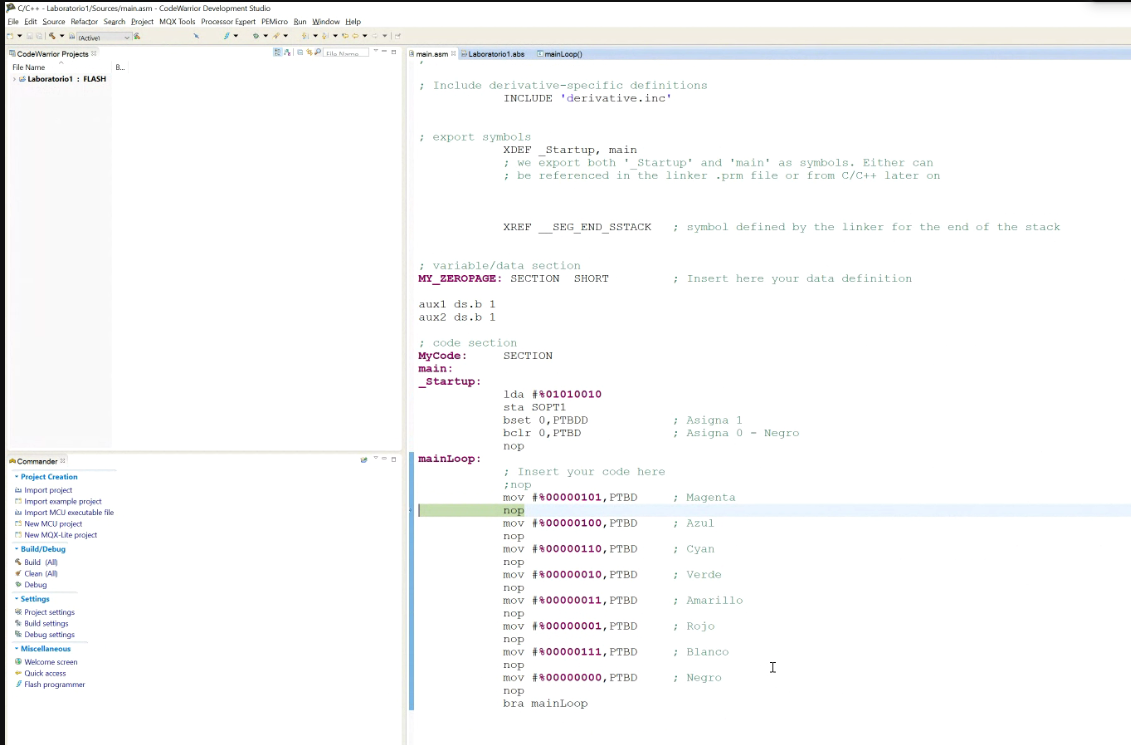 C/C++ - Laboratorio1/Sources/main.asm - CodeWarrior Development Studio
File Edit Source Refactor Search Project MQX Tools Processor Expert PEMicro Run Window Help
(Active)
CodeWarrior Projects
File Name
File Name
B...
Laboratorio1 : FLASH
Commander
Project Creation
Import project
Import example project
Import MCU executable file
New MCU project
New MQX-Lite project
Build/Debug
Build (All)
Clean (All)
Debug
Settings
Project settings
Build settings
Debug settings
Miscellaneous
Welcome screen
Quick access
Flash programmer
main.asm Laboratorio1.abs mainLoop()
;
; Include derivative-specific definitions
INCLUDE 'derivative.inc'
; export symbols
XDEF _Startup, main
; we export both '_Startup' and 'main' as symbols. Either can
; be referenced in the linker .prm file or from C/C++ later on
XREF __SEG_END_SSTACK ; symbol defined by the linker for the end of the stack
; variable/data section
MY_ZEROPAGE: SECTION SHORT ; Insert here your data definition
aux1 ds.b 1
aux2 ds.b 1
; code section
MyCode: SECTION
main:
_Startup:
lda #%01010010
sta SOPT1
bset 0,PTBDD ; Asigna 1
bclr 0,PTBD ; Asigna 0 - Negro
nop
mainLoop:
; Insert your code here
;nop
mov #%00000101,PTBD ; Magenta
nop
mov #%00000100,PTBD ; Azul
nop
mov #%00000110,PTBD ; Cyan
nop
mov #%00000010,PTBD ; Verde
nop
mov #%00000011,PTBD ; Amarillo
nop
mov #%00000001,PTBD ; Rojo
nop
mov #%00000111,PTBD ; Blanco
nop
mov #%00000000,PTBD ; Negro
nop
bra mainLoop